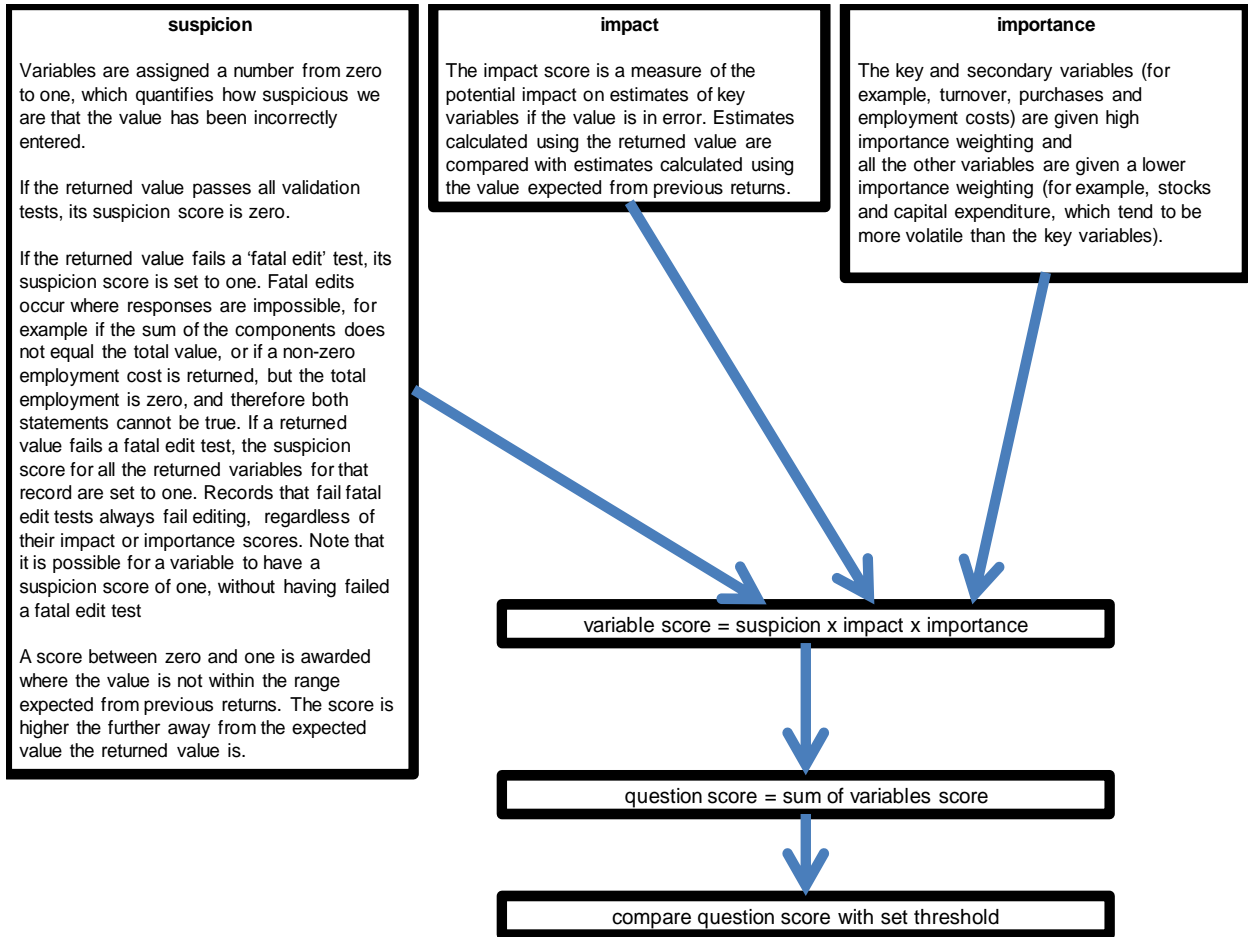 suspicion
Variables are assigned a number from zero
to one, which quantifies how suspicious we
are that the value has been incorrectly
entered.
If the returned value passes all validation
tests, its suspicion score is zero.
If the returned value fails a ‘fatal edit’ test, its
suspicion score is set to one. Fatal edits
occur where responses are impossible, for
example if the sum of the components does
not equal the total value, or if a non-zero
employment cost is returned, but the total
employment is zero, and therefore both
statements cannot be true. If a returned
value fails a fatal edit test, the suspicion
score for all the returned variables for that
record are set to one. Records that fail fatal
edit tests always fail editing, regardless of
their impact or importance scores. Note that
it is possible for a variable to have a
suspicion score of one, without having failed
a fatal edit test
A score between zero and one is awarded
where the value is not within the range
expected from previous returns. The score is
higher the further away from the expected
value the returned value is.
impact
The impact score is a measure of the
potential impact on estimates of key
variables if the value is in error. Estimates
calculated using the returned value are
compared with estimates calculated using
the value expected from previous returns.
importance
The key and secondary variables (for
example, turnover, purchases and
employment costs) are given high
importance weighting and
all the other variables are given a lower
importance weighting (for example, stocks
and capital expenditure, which tend to be
more volatile than the key variables).
variable score = suspicion x impact x importance
question score = sum of variables score
compare question score with set threshold